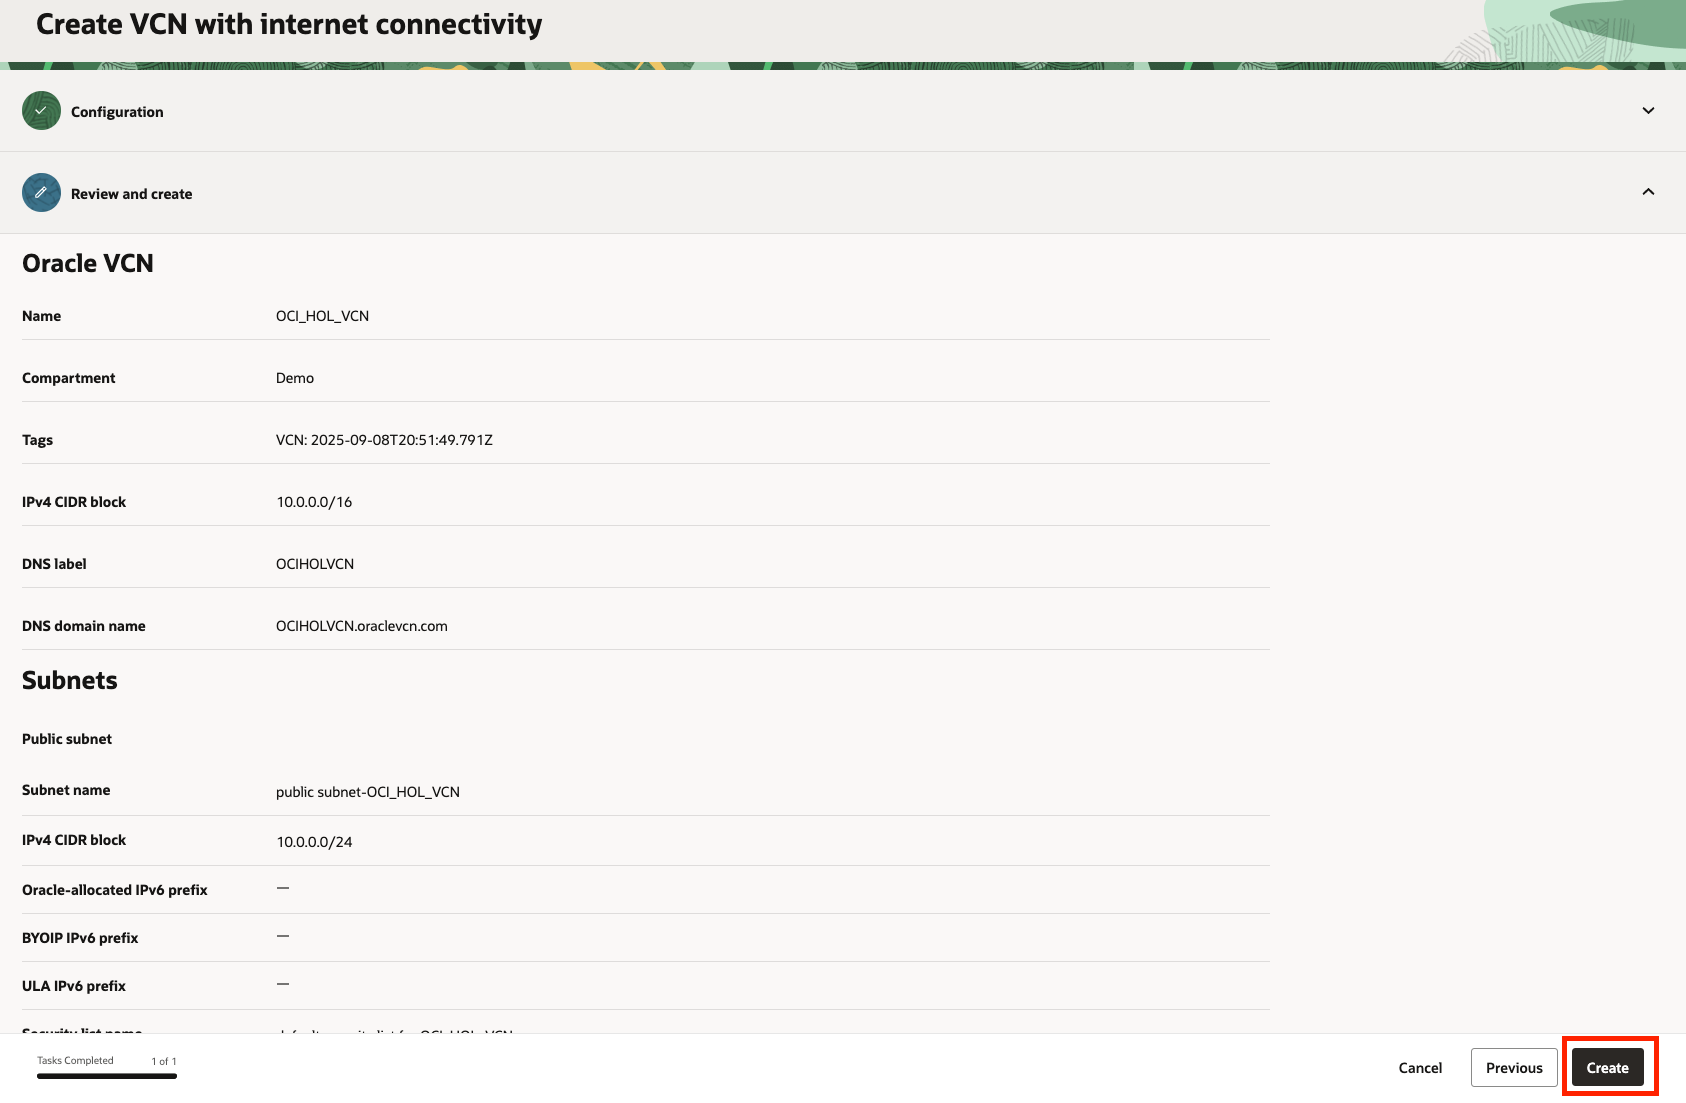 Create VCN with internet connectivity
Configuration
Review and create
Oracle VCN
Name OCI_HOL_VCN
Compartment Demo
Tags VCN: 2025-09-08T20:51:49.791Z
IPv4 CIDR block 10.0.0.0/16
DNS label OCIHOLVCN
DNS domain name OCIHOLVCN.oraclevcn.com
Subnets
Public subnet
Subnet name public subnet-OCI_HOL_VCN
IPv4 CIDR block 10.0.0.0/24
Oracle-allocated IPv6 prefix —
BYOIP IPv6 prefix —
ULA IPv6 prefix —
Security list name
Tasks Completed 1 of 1
Cancel Previous Create